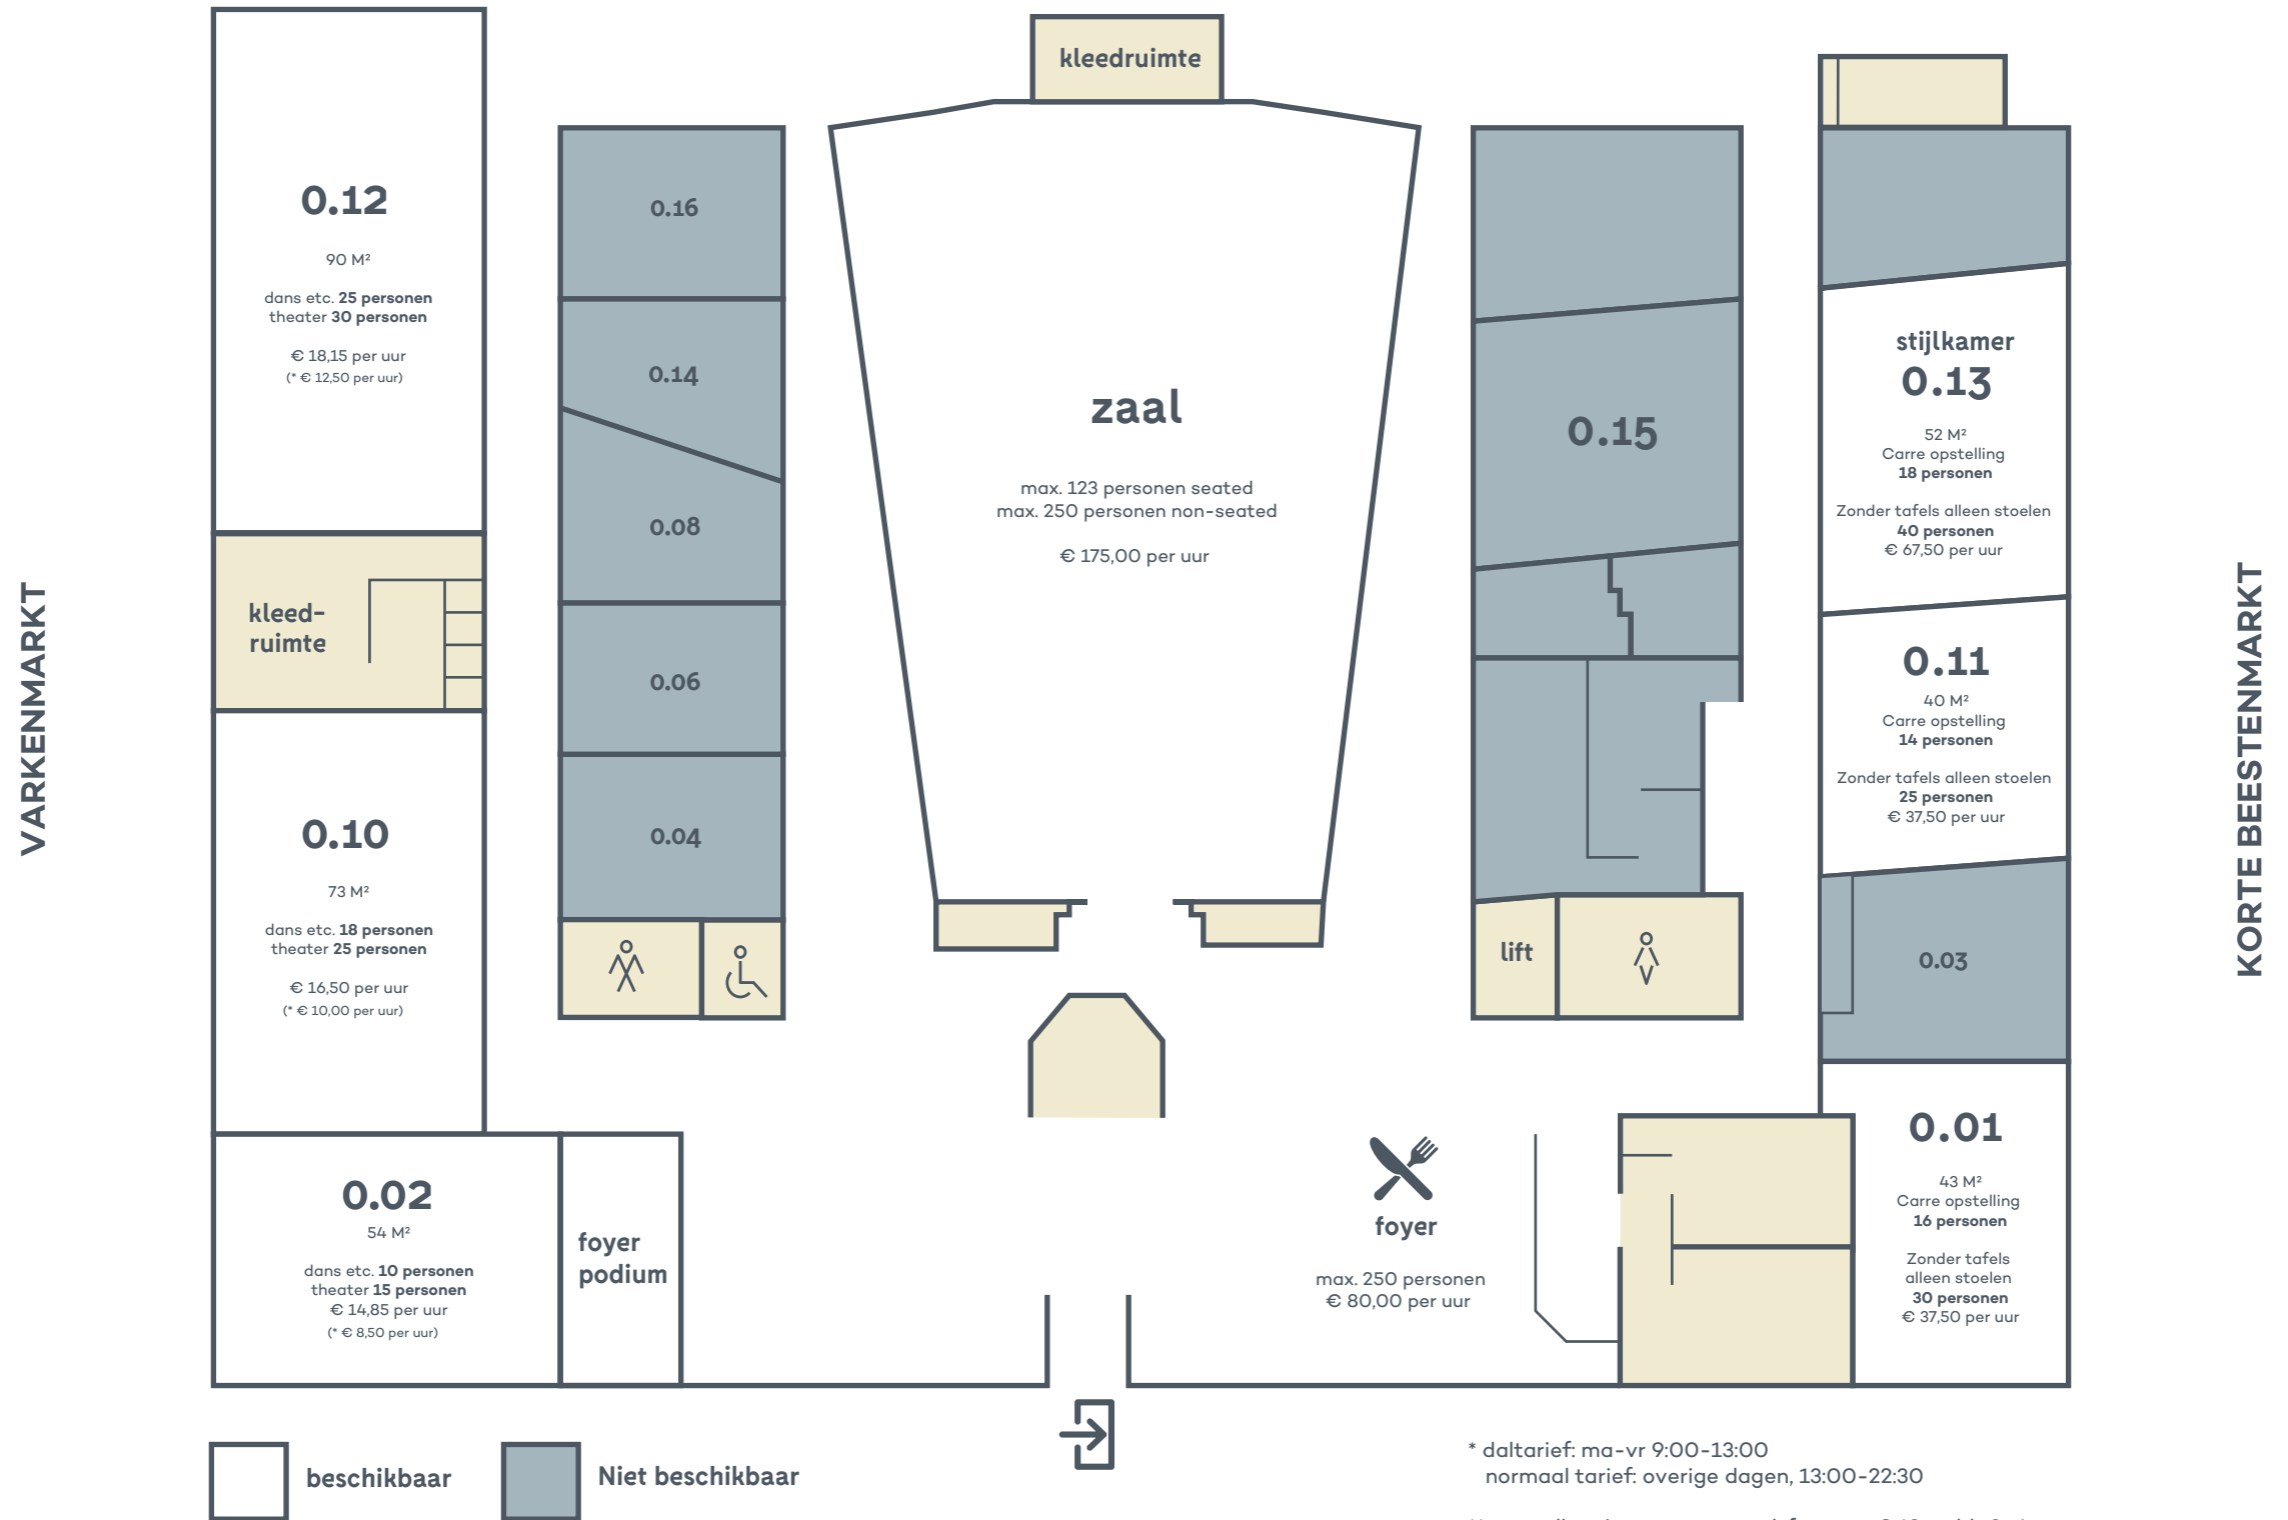 kleedruimte
0.12
90 M²
dans etc. 25 personen
theater 30 personen
€ 18,15 per uur
(* € 12,50 per uur)
kleed-
ruimte
0.10
73 M²
dans etc. 18 personen
theater 25 personen
€ 16,50 per uur
(* € 10,00 per uur)
0.02
54 M²
dans etc. 10 personen
theater 15 personen
€ 14,85 per uur
(* € 8,50 per uur)
foyer
podium
VARKENMARKT
0.16
0.14
0.08
0.06
0.04
zaal
max. 123 personen seated
max. 250 personen non-seated
€ 175,00 per uur
0.15
lift
foyer
max. 250 personen
€ 80,00 per uur
stijlkamer
0.13
52 M²
Carre opstelling
18 personen
Zonder tafels alleen stoelen
40 personen
€ 67,50 per uur
0.11
40 M²
Carre opstelling
14 personen
Zonder tafels alleen stoelen
25 personen
€ 37,50 per uur
0.03
0.01
43 M²
Carre opstelling
16 personen
Zonder tafels
alleen stoelen
30 personen
€ 37,50 per uur
KORTE BEESTENMARKT
beschikbaar
Niet beschikbaar
* daltarief: ma-vr 9:00-13:00
normaal tarief: overige dagen, 13:00-22:30